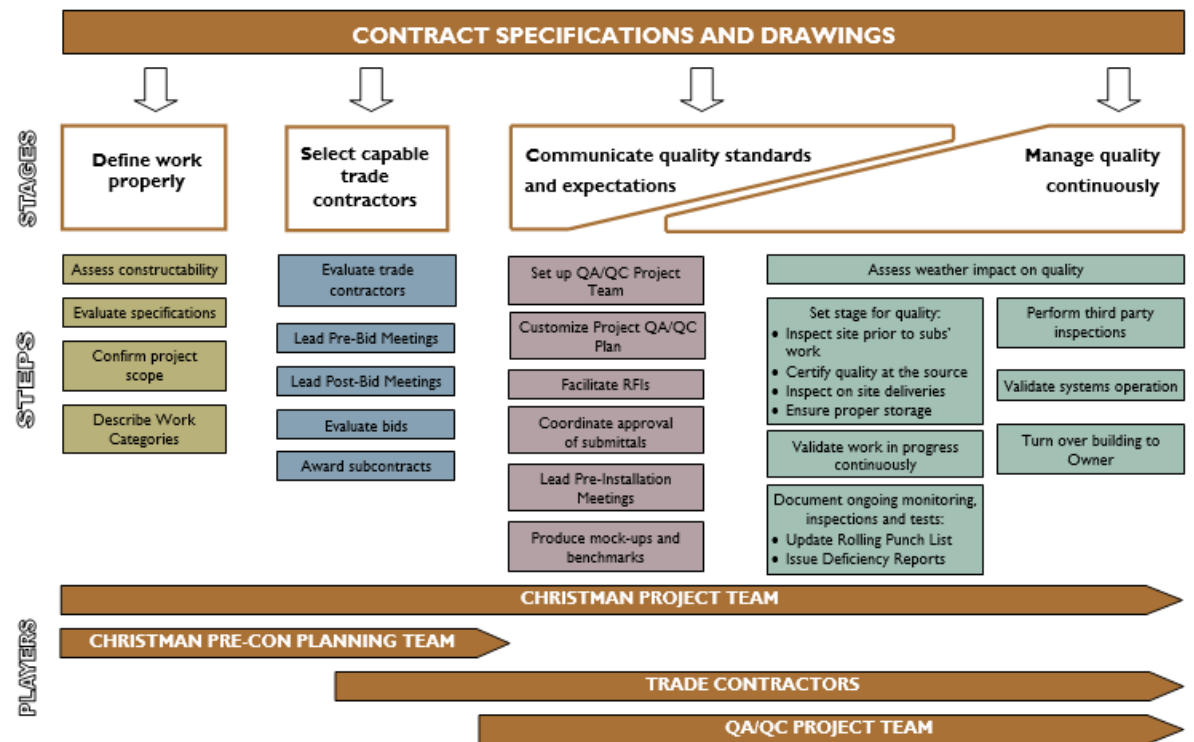 CONTRACT SPECIFICATIONS AND DRAWINGS
STAGES
Define work
properly
Select capable
trade
contractors
Communicate quality standards
and expectations
Manage quality
continuously
STEPS
Assess constructability
Evaluate specifications
Confirm project
scope
Describe Work
Categories
Evaluate trade
contractors
Lead Pre-Bid Meetings
Lead Post-Bid Meetings
Evaluate bids
Award subcontracts
Set up QA/QC Project
Team
Customize Project QA/QC
Plan
Facilitate RFIs
Coordinate approval
of submittals
Lead Pre-Installation
Meetings
Produce mock-ups and
benchmarks
Assess weather impact on quality
Set stage for quality:
• Inspect site prior to subs'
work
• Certify quality at the source
• Inspect on site deliveries
• Ensure proper storage
Validate work in progress
continuously
Document ongoing monitoring,
inspections and tests:
• Update Rolling Punch List
• Issue Deficiency Reports
Perform third party
inspections
Validate systems operation
Turn over building to
Owner
PLAYERS
CHRISTMAN PROJECT TEAM
CHRISTMAN PRE-CON PLANNING TEAM
TRADE CONTRACTORS
QA/QC PROJECT TEAM